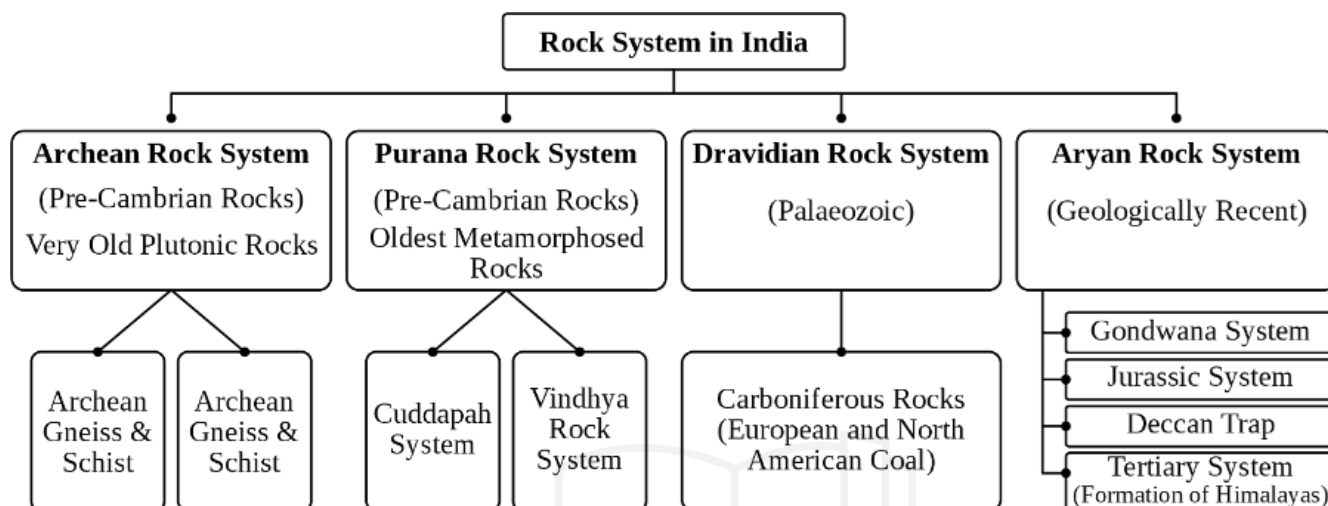 Rock System in India
Archean Rock System
(Pre-Cambrian Rocks)
Very Old Plutonic Rocks
Purana Rock System
(Pre-Cambrian Rocks)
Oldest Metamorphosed
Rocks
Dravidian Rock System
(Palaeozoic)
Aryan Rock System
(Geologically Recent)
Archean
Gneiss &
Schist
Archean
Gneiss &
Schist
Cuddapah
System
Vindhya
Rock
System
Carboniferous Rocks
(European and North
American Coal)
Gondwana System
Jurassic System
Deccan Trap
Tertiary System
(Formation of Himalayas)